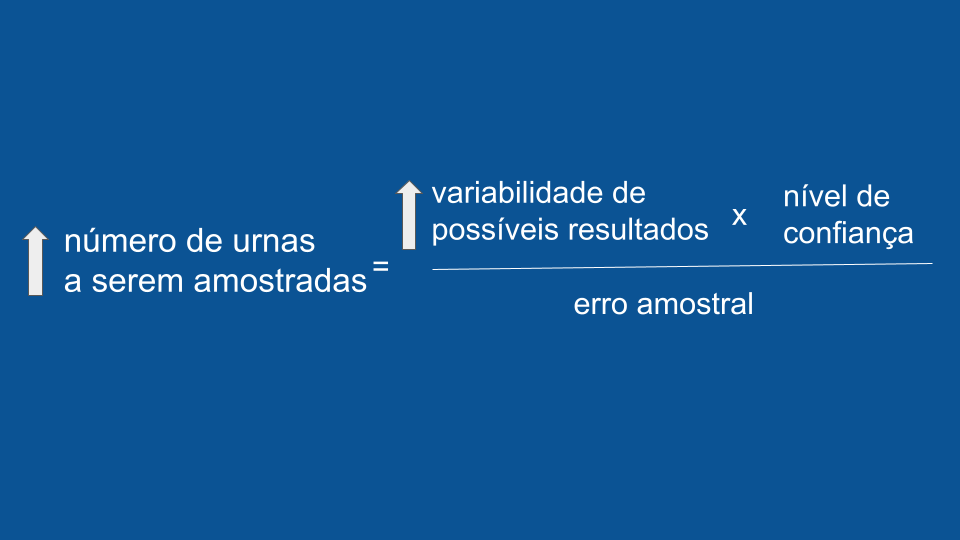 número de urnas
a serem amostradas
=
variabilidade de
possíveis resultados
x
nível de
confiança
erro amostral